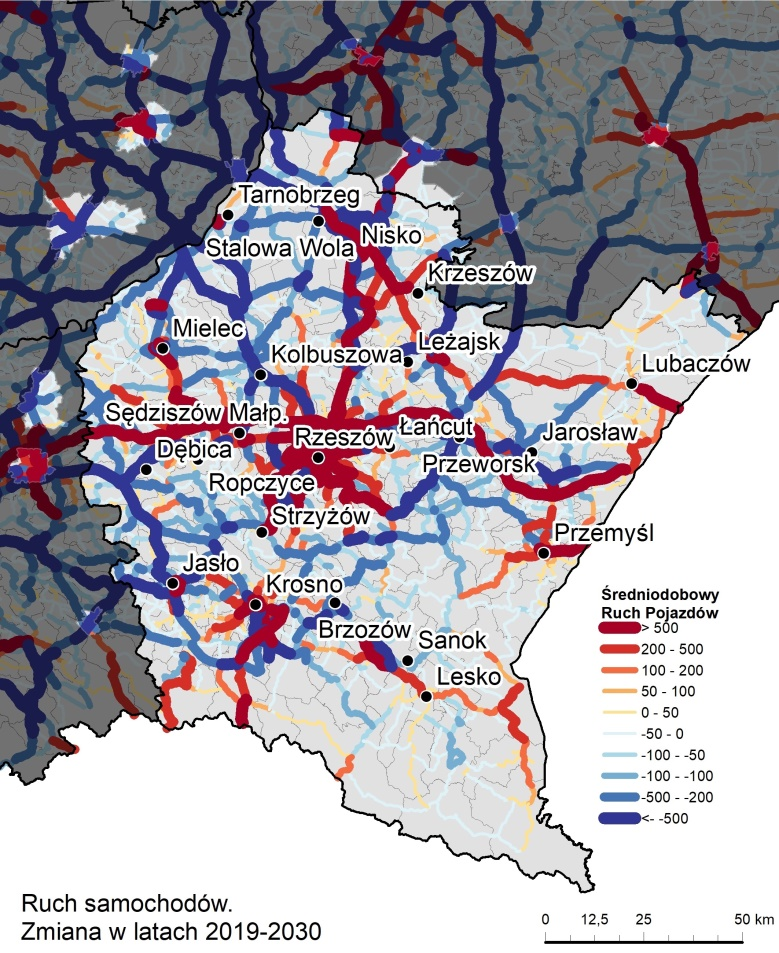 Tarnobrzeg
Stalowa Wola
Nisko
Krzeszów
Mielec
Kolbuszowa
Leżajsk
Lubaczów
Sędziszów Małp.
Łańcut
Rzeszów
Jarosław
Dębica
Przeworsk
Ropczyce
Strzyżów
Przemyśl
Jasło
Krosno
Brzozów
Sanok
Lesko
Średniodobowy
Ruch Pojazdów
> 500
200 - 500
100 - 200
50 - 100
0 - 50
-50 - 0
-100 - -50
-100 - -100
-500 - -200
<- -500
Ruch samochodów.
Zmiana w latach 2019-2030
0 12,5 25 50 km